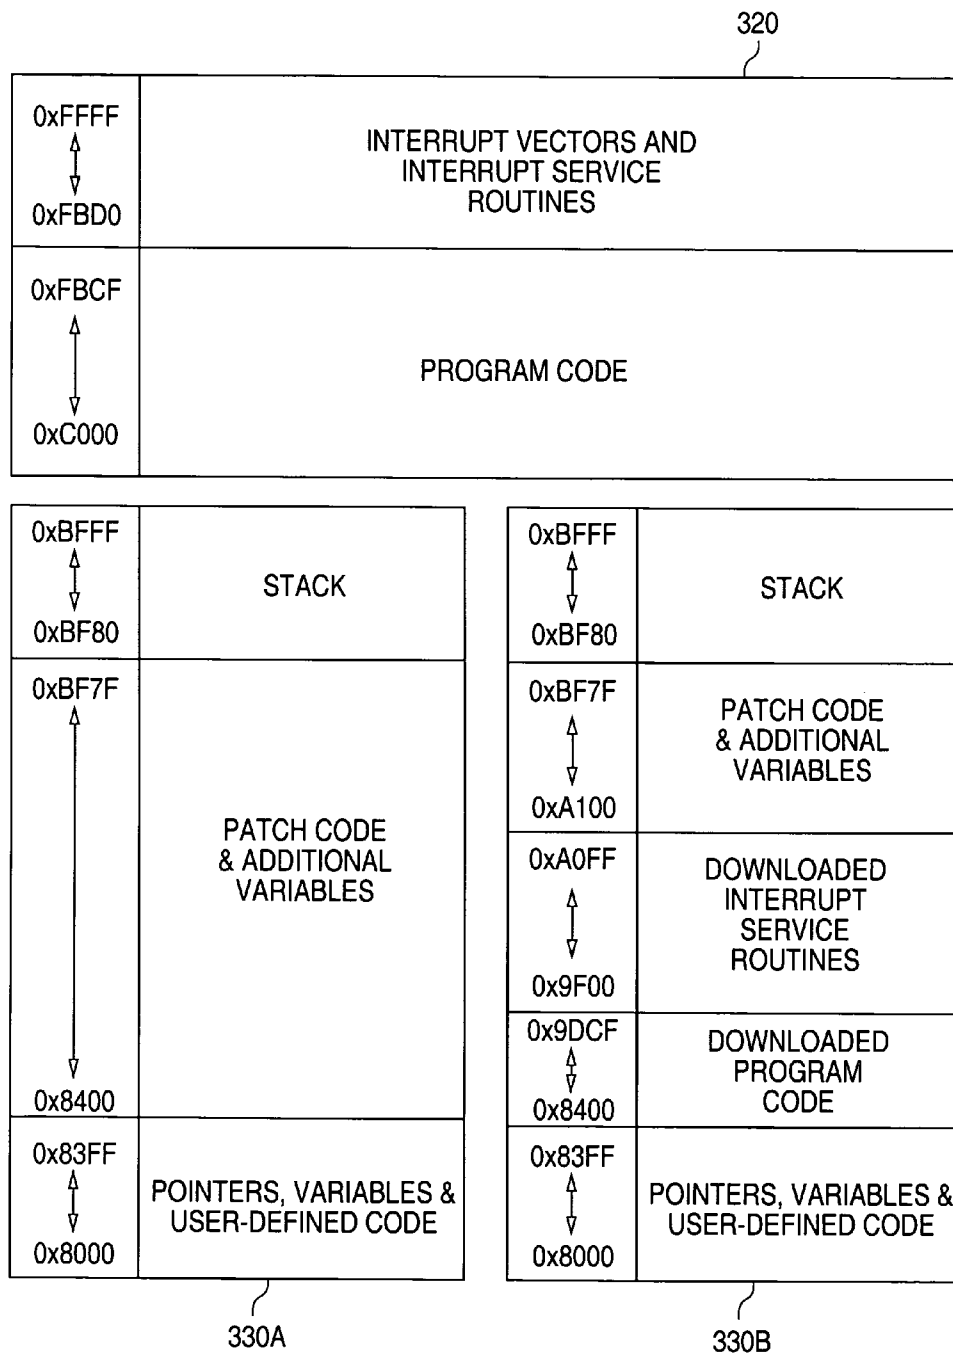 320
0xFFFF
0xFBD0
INTERRUPT VECTORS AND
INTERRUPT SERVICE
ROUTINES
0xFBCF
0xC000
PROGRAM CODE
0xBFFF
0xBF80
STACK
0xBF7F
0x8400
PATCH CODE
& ADDITIONAL
VARIABLES
0x83FF
0x8000
POINTERS, VARIABLES &
USER-DEFINED CODE
330A
0xBFFF
0xBF80
STACK
0xBF7F
0xA100
PATCH CODE
& ADDITIONAL
VARIABLES
0xA0FF
0x9F00
DOWNLOADED
INTERRUPT
SERVICE
ROUTINES
0x9DCF
0x8400
DOWNLOADED
PROGRAM
CODE
0x83FF
0x8000
POINTERS, VARIABLES &
USER-DEFINED CODE
330B